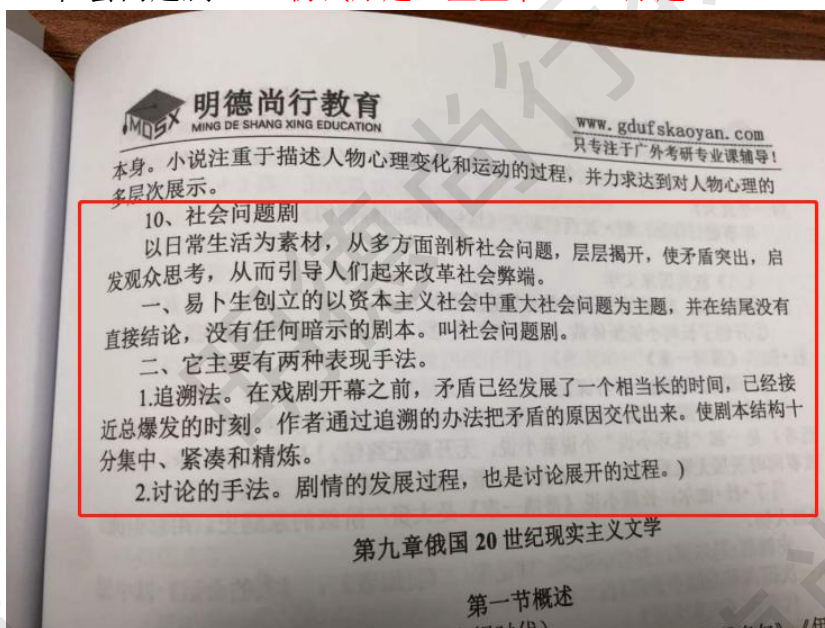 明德尚行教育
MDSX
MING DE SHANG XING EDUCATION
www.gdufskaoyan.com
只专注于广外考研专业课辅导!
本身。小说注重于描述人物心理变化和运动的过程，并力求达到对人物心理的
多层次展示。
10、社会问题剧
以日常生活为素材，从多方面剖析社会问题，层层揭开，使矛盾突出，启
发观众思考，从而引导人们起来改革社会弊端。
一、易卜生创立的以资本主义社会中重大社会问题为主题，并在结尾没有
直接结论，没有任何暗示的剧本。叫社会问题剧。
二、它主要有两种表现手法。
1.追溯法。在戏剧开幕之前，矛盾已经发展了一个相当长的时间，已经接
近总爆发的时刻。作者通过追溯的办法把矛盾的原因交代出来。使剧本结构十
分集中、紧凑和精炼。
2.讨论的手法。剧情的发展过程，也是讨论展开的过程。)
第九章俄国 20 世纪现实主义文学
第一节概述